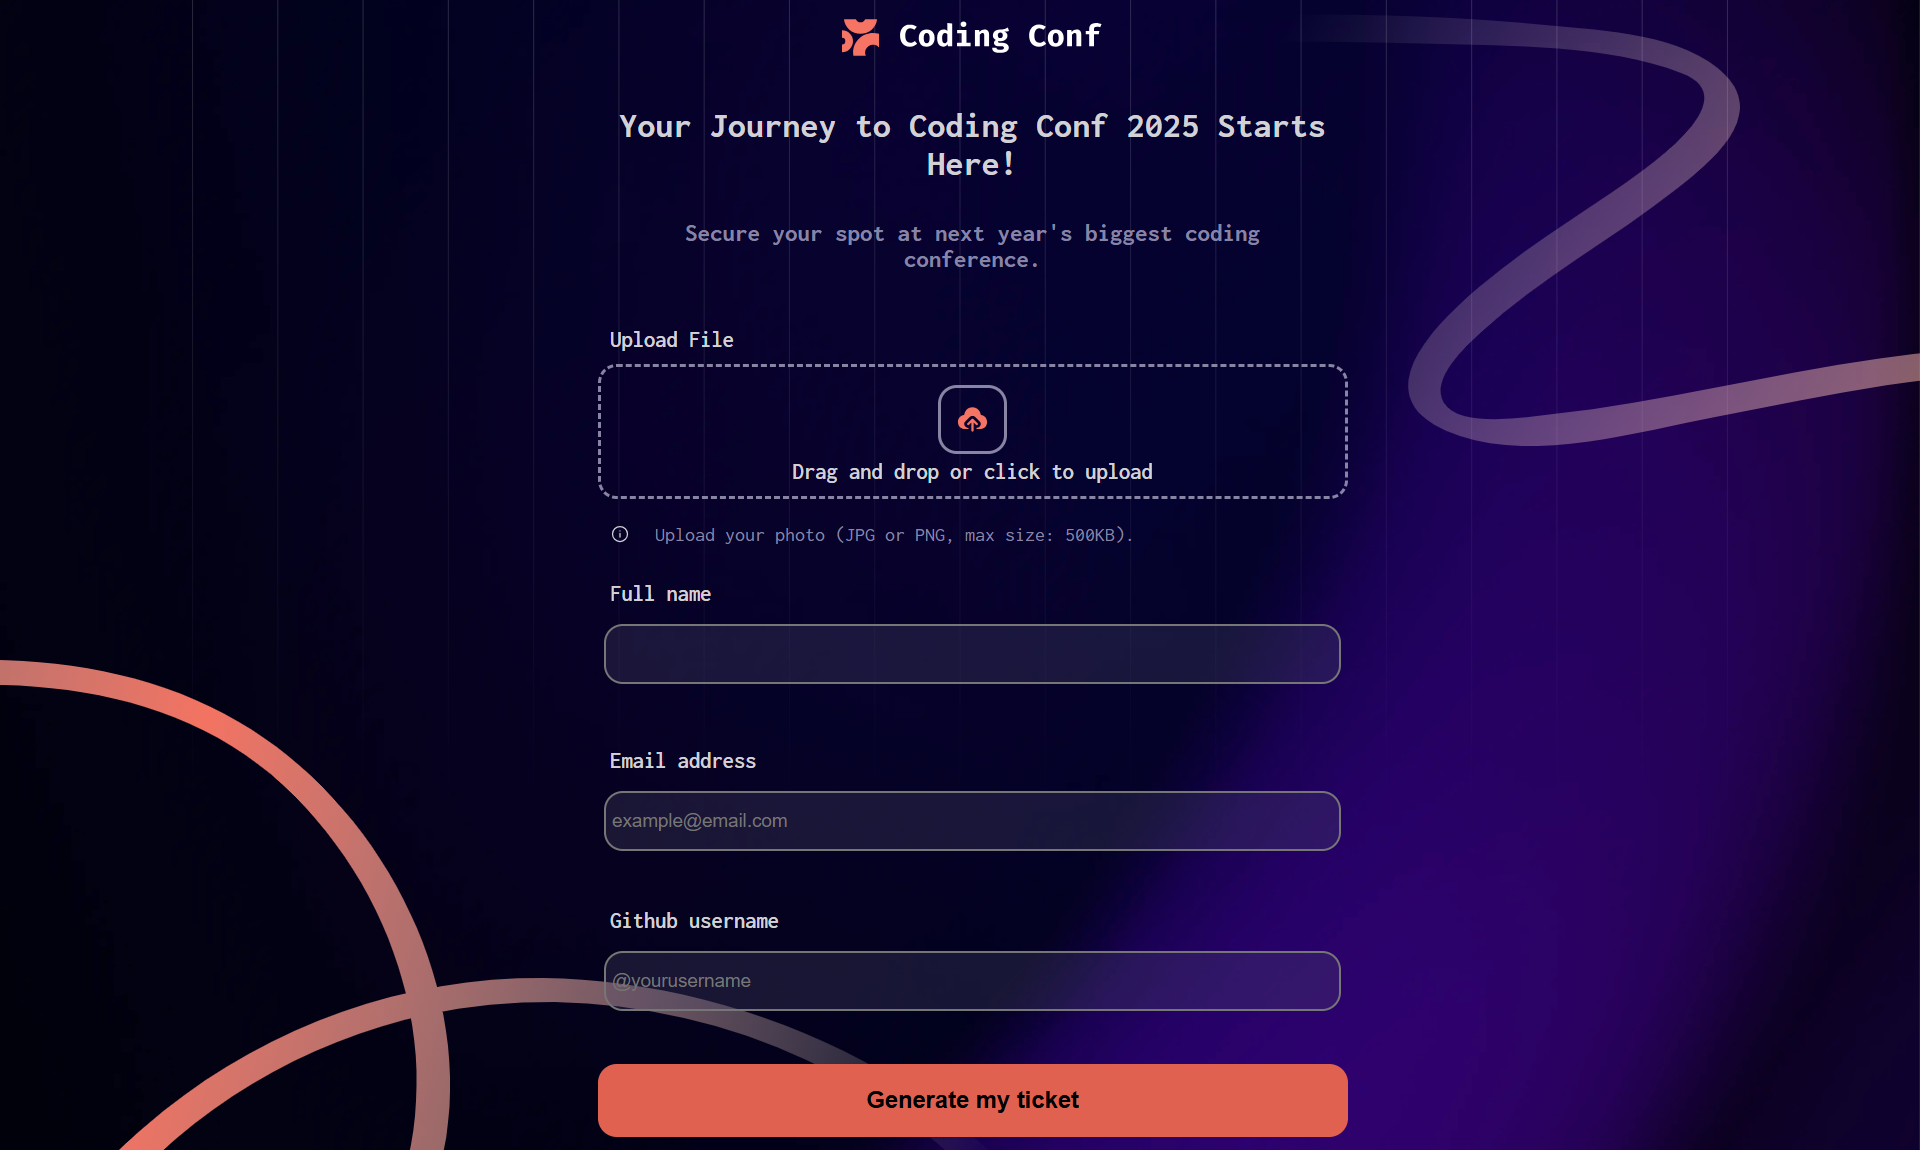 Coding Conf
Your Journey to Coding Conf 2025 Starts
Here!
Secure your spot at next year's biggest coding
conference.
Upload File
Drag and drop or click to upload
Upload your photo (JPG or PNG, max size: 500KB).
Full name
Email address
example@email.com
Github username
@yourusername
Generate my ticket